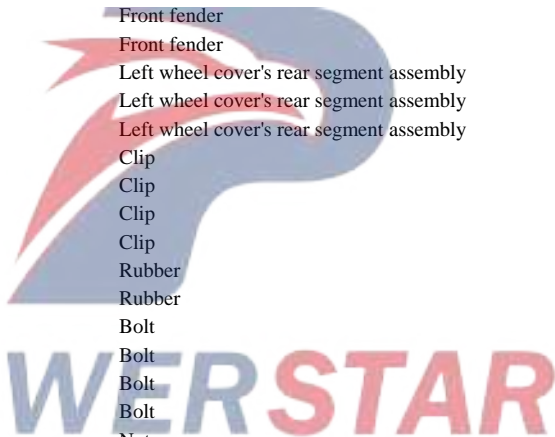 Front fender
Front fender
Left wheel cover's rear segment assembly
Left wheel cover's rear segment assembly
Left wheel cover's rear segment assembly
Clip
Clip
Clip
Clip
Rubber
Rubber
Bolt
Bolt
Bolt
Bolt
WERSTAR